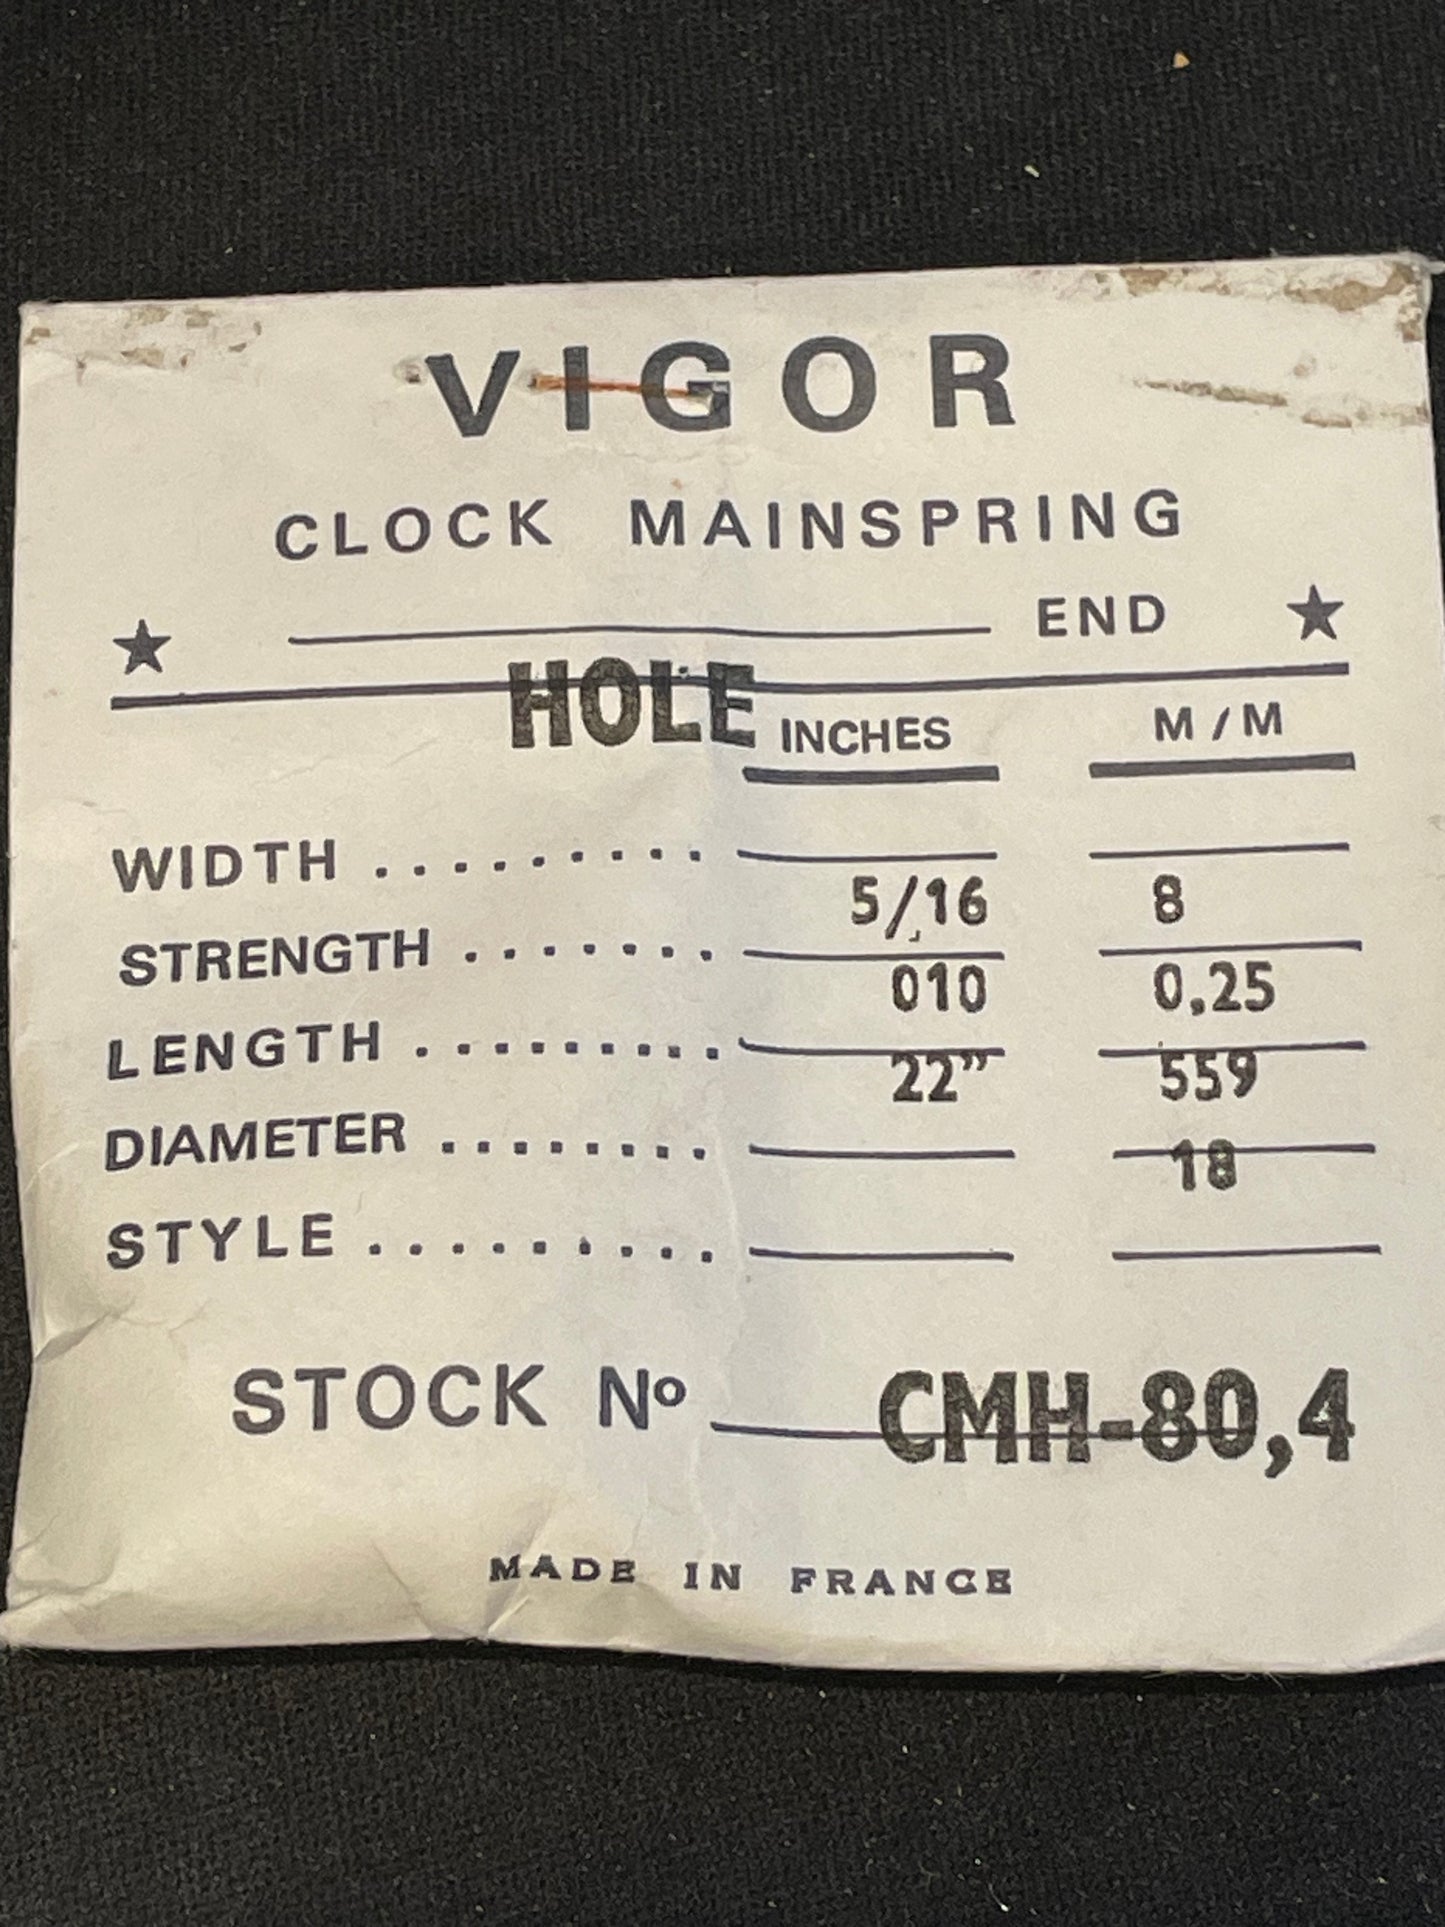 VIGOR
CLOCK MAINSPRING
★ ____________ END ★
HOLE
INCHES M/M
WIDTH ......... 5/16 8
STRENGTH ....... 010 0,25
LENGTH ......... 22” 559
DIAMETER ........ 18
STYLE .........
STOCK Nº CMH-80,4
MADE IN FRANCE